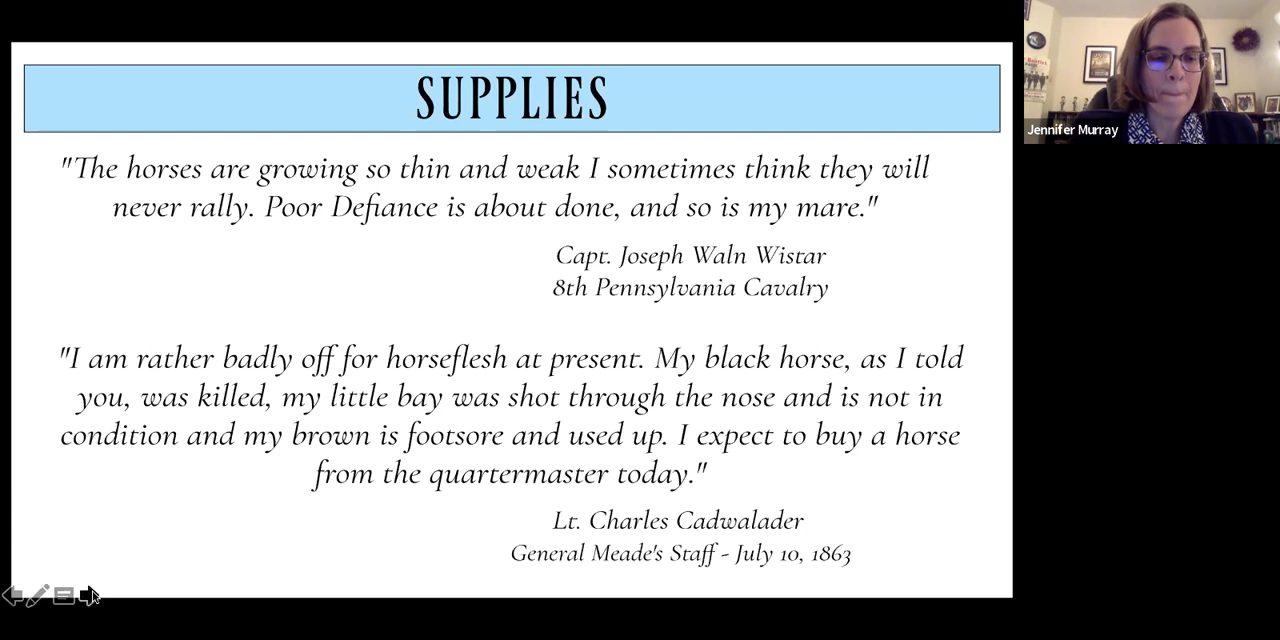 SUPPLIES
"The horses are growing so thin and weak I sometimes think they will
never rally. Poor Defiance is about done, and so is my mare."
Capt. Joseph Waln Wistar
8th Pennsylvania Cavalry
"I am rather badly off for horseflesh at present. My black horse, as I told
you, was killed, my little bay was shot through the nose and is not in
condition and my brown is footsore and used up. I expect to buy a horse
from the quartermaster today."
Lt. Charles Cadwalader
General Meade's Staff - July 10, 1863
Jennifer Murray